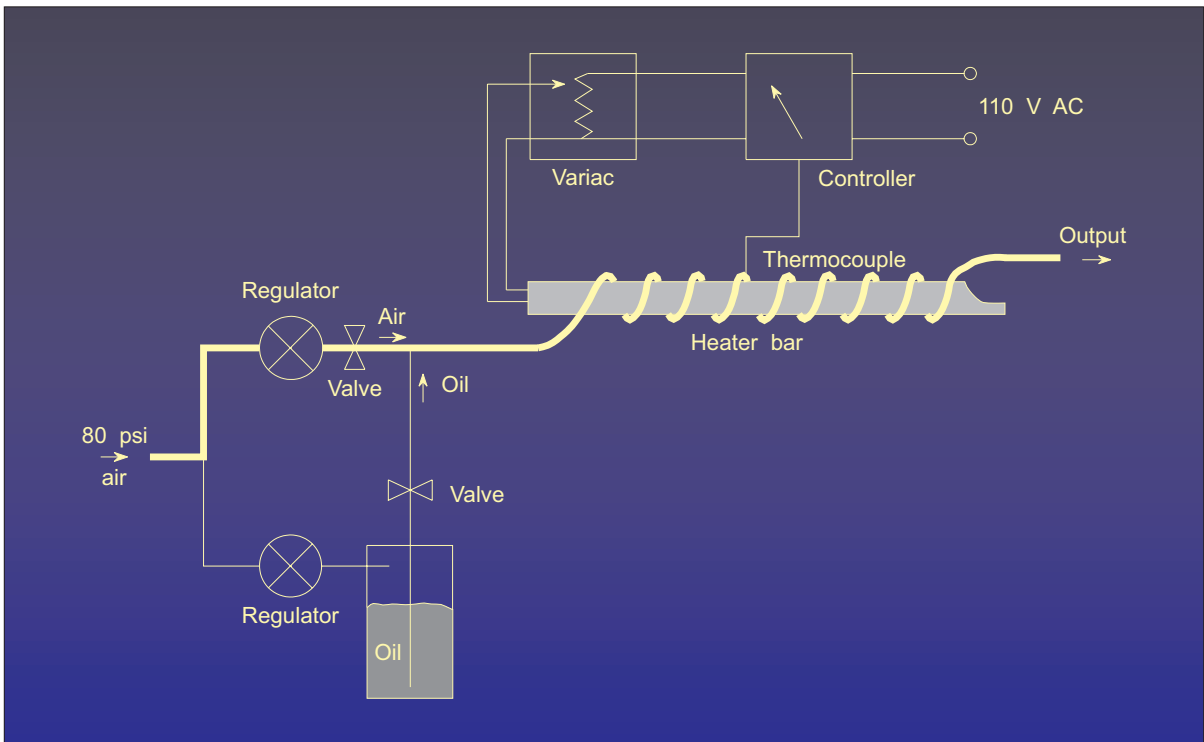 110 V AC
Variac
Controller
Output
Thermocouple
Regulator
Air
Heater bar
Valve
Oil
80 psi
air
Valve
Regulator
Oil